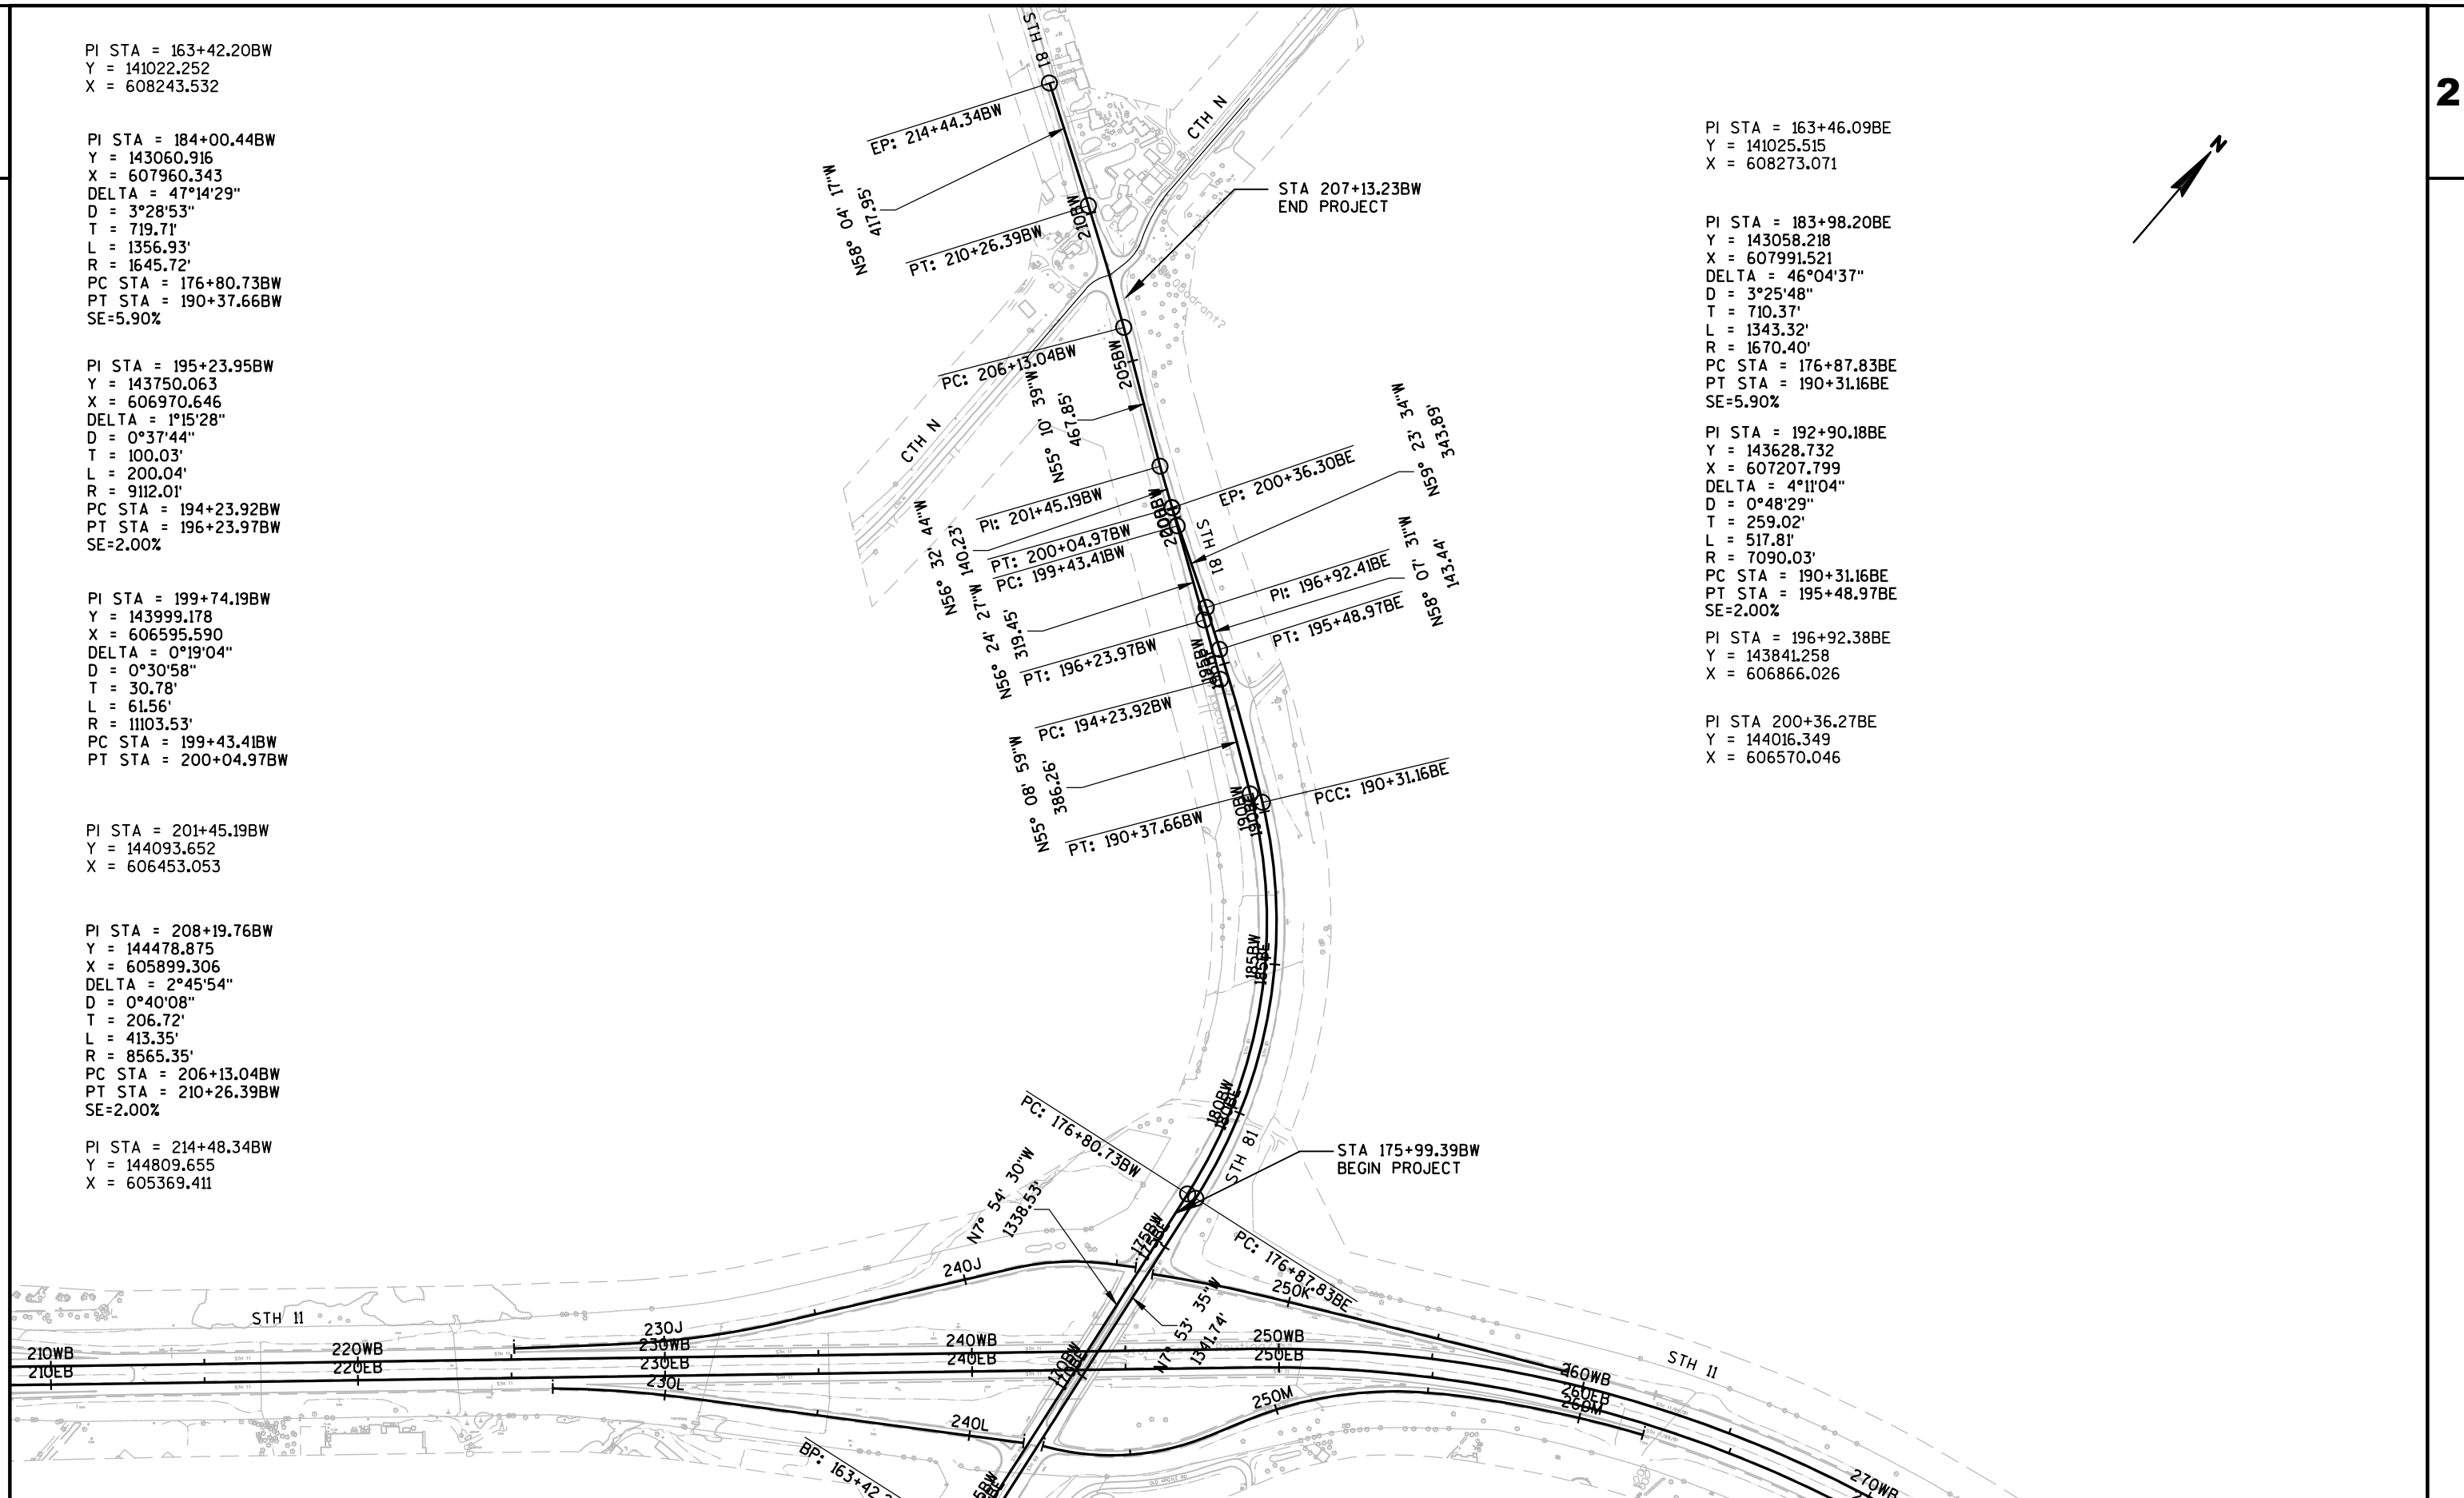 2
PI STA = 163+42.20BW
Y = 141022.252
X = 608243.532
PI STA = 184+00.44BW
Y = 143060.916
X = 607960.343
DELTA = 47°14'29"
D = 3°28'53"
T = 719.71'
L = 1356.93'
R = 1645.72'
PC STA = 176+80.73BW
PT STA = 190+37.66BW
SE=5.90%
PI STA = 195+23.95BW
Y = 143750.063
X = 606970.646
DELTA = 1°15'28"
D = 0°37'44"
T = 100.03'
L = 200.04'
R = 9112.01'
PC STA = 194+23.92BW
PT STA = 196+23.97BW
SE=2.00%
PI STA = 199+74.19BW
Y = 143999.178
X = 606595.590
DELTA = 0°19'04"
D = 0°30'58"
T = 30.78'
L = 61.56'
R = 11103.53'
PC STA = 199+43.41BW
PT STA = 200+04.97BW
PI STA = 201+45.19BW
Y = 144093.652
X = 606453.053
PI STA = 208+19.76BW
Y = 144478.875
X = 605899.306
DELTA = 2°45'54"
D = 0°40'08"
T = 206.72'
L = 413.35'
R = 8565.35'
PC STA = 206+13.04BW
PT STA = 210+26.39BW
SE=2.00%
PI STA = 214+48.34BW
Y = 144809.655
X = 605369.411
STH 81
EP: 214+44.34BW
N58° 04' 17"W
417.95'
210BW
PT: 210+26.39BW
CTH N
STA 207+13.23BW
END PROJECT
PC: 206+13.04BW
205BW
N55° 10' 39"W
467.85'
CTH N
PI: 201+45.19BW
EP: 200+36.30BE
N59° 23' 34"W
343.89'
N56° 32' 44"W
140.23'
PT: 200+04.97BW
PC: 199+43.41BW
200BW
STH 81
N56° 24' 27"W
319.45'
PI: 196+92.41BE
N58° 07' 31"W
143.44'
PT: 196+23.97BW
PT: 195+48.97BE
195BW
PC: 194+23.92BW
N55° 08' 59"W
386.26'
PCC: 190+31.16BE
PT: 190+37.66BW
190BW
190BE
185BW
185BE
180BW
180BE
STH 81
PC: 176+80.73BW
STA 175+99.39BW
BEGIN PROJECT
N7° 54' 30"W
1338.53'
175BW
175BE
PC: 176+87.83BE
N7° 53' 35"W
1341.74'
170BW
170BE
BP: 163+42.
N
PI STA = 163+46.09BE
Y = 141025.515
X = 608273.071
PI STA = 183+98.20BE
Y = 143058.218
X = 607991.521
DELTA = 46°04'37"
D = 3°25'48"
T = 710.37'
L = 1343.32'
R = 1670.40'
PC STA = 176+87.83BE
PT STA = 190+31.16BE
SE=5.90%
PI STA = 192+90.18BE
Y = 143628.732
X = 607207.799
DELTA = 4°11'04"
D = 0°48'29"
T = 259.02'
L = 517.81'
R = 7090.03'
PC STA = 190+31.16BE
PT STA = 195+48.97BE
SE=2.00%
PI STA = 196+92.38BE
Y = 143841.258
X = 606866.026
PI STA 200+36.27BE
Y = 144016.349
X = 606570.046
STH 11
240J
250K
STH 11
230J
210WB
220WB
230WB
240WB
250WB
260WB
270WB
210EB
220EB
230EB
240EB
250EB
260EB
230L
240L
250M
260M
OLD ARGYLE RD